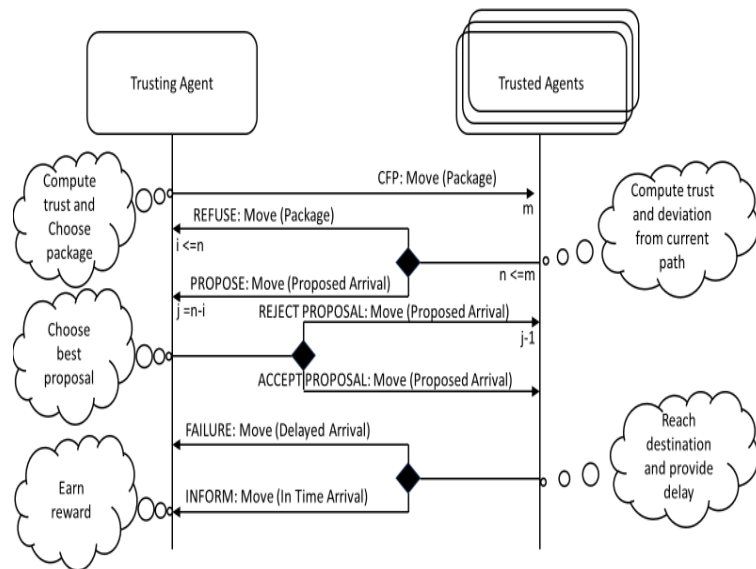 Trusting Agent
Trusted Agents
Compute
trust and
Choose
package
CFP: Move (Package)
m
Compute trust
and deviation
from current
path
REFUSE: Move (Package)
i <=n
n <=m
PROPOSE: Move (Proposed Arrival)
j =n-i
REJECT PROPOSAL: Move (Proposed Arrival)
j-1
Choose
best
proposal
ACCEPT PROPOSAL: Move (Proposed Arrival)
Reach
destination
and provide
delay
FAILURE: Move (Delayed Arrival)
Earn
reward
INFORM: Move (In Time Arrival)